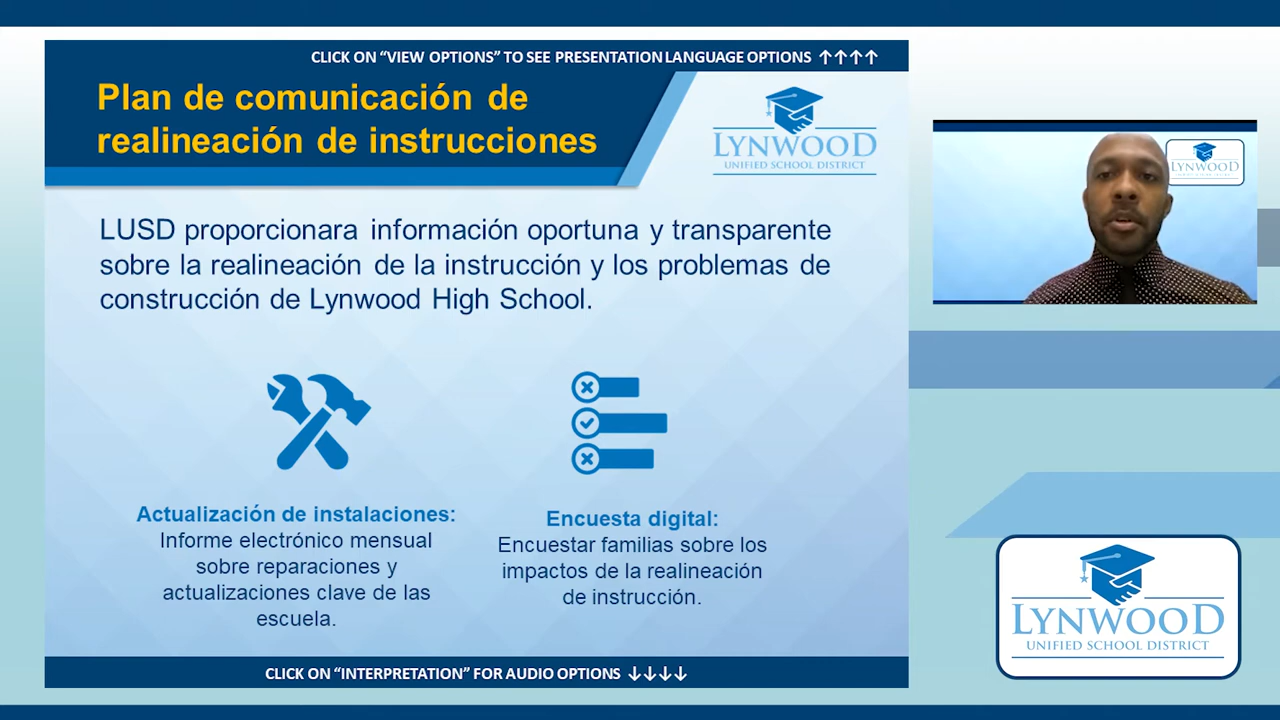 CLICK ON “VIEW OPTIONS” TO SEE PRESENTATION LANGUAGE OPTIONS ↑↑↑↑
Plan de comunicación de
realineación de instrucciones
LYNWOOD
UNIFIED SCHOOL DISTRICT
LUSD proporcionara información oportuna y transparente
sobre la realineación de la instrucción y los problemas de
construcción de Lynwood High School.
Actualización de instalaciones:
Informe electrónico mensual
sobre reparaciones y
actualizaciones clave de las
escuela.
Encuesta digital:
Encuestar familias sobre los
impactos de la realineación
de instrucción.
CLICK ON “INTERPRETATION” FOR AUDIO OPTIONS ↓↓↓↓
LYNWOOD
LYNWOOD
UNIFIED SCHOOL DISTRICT